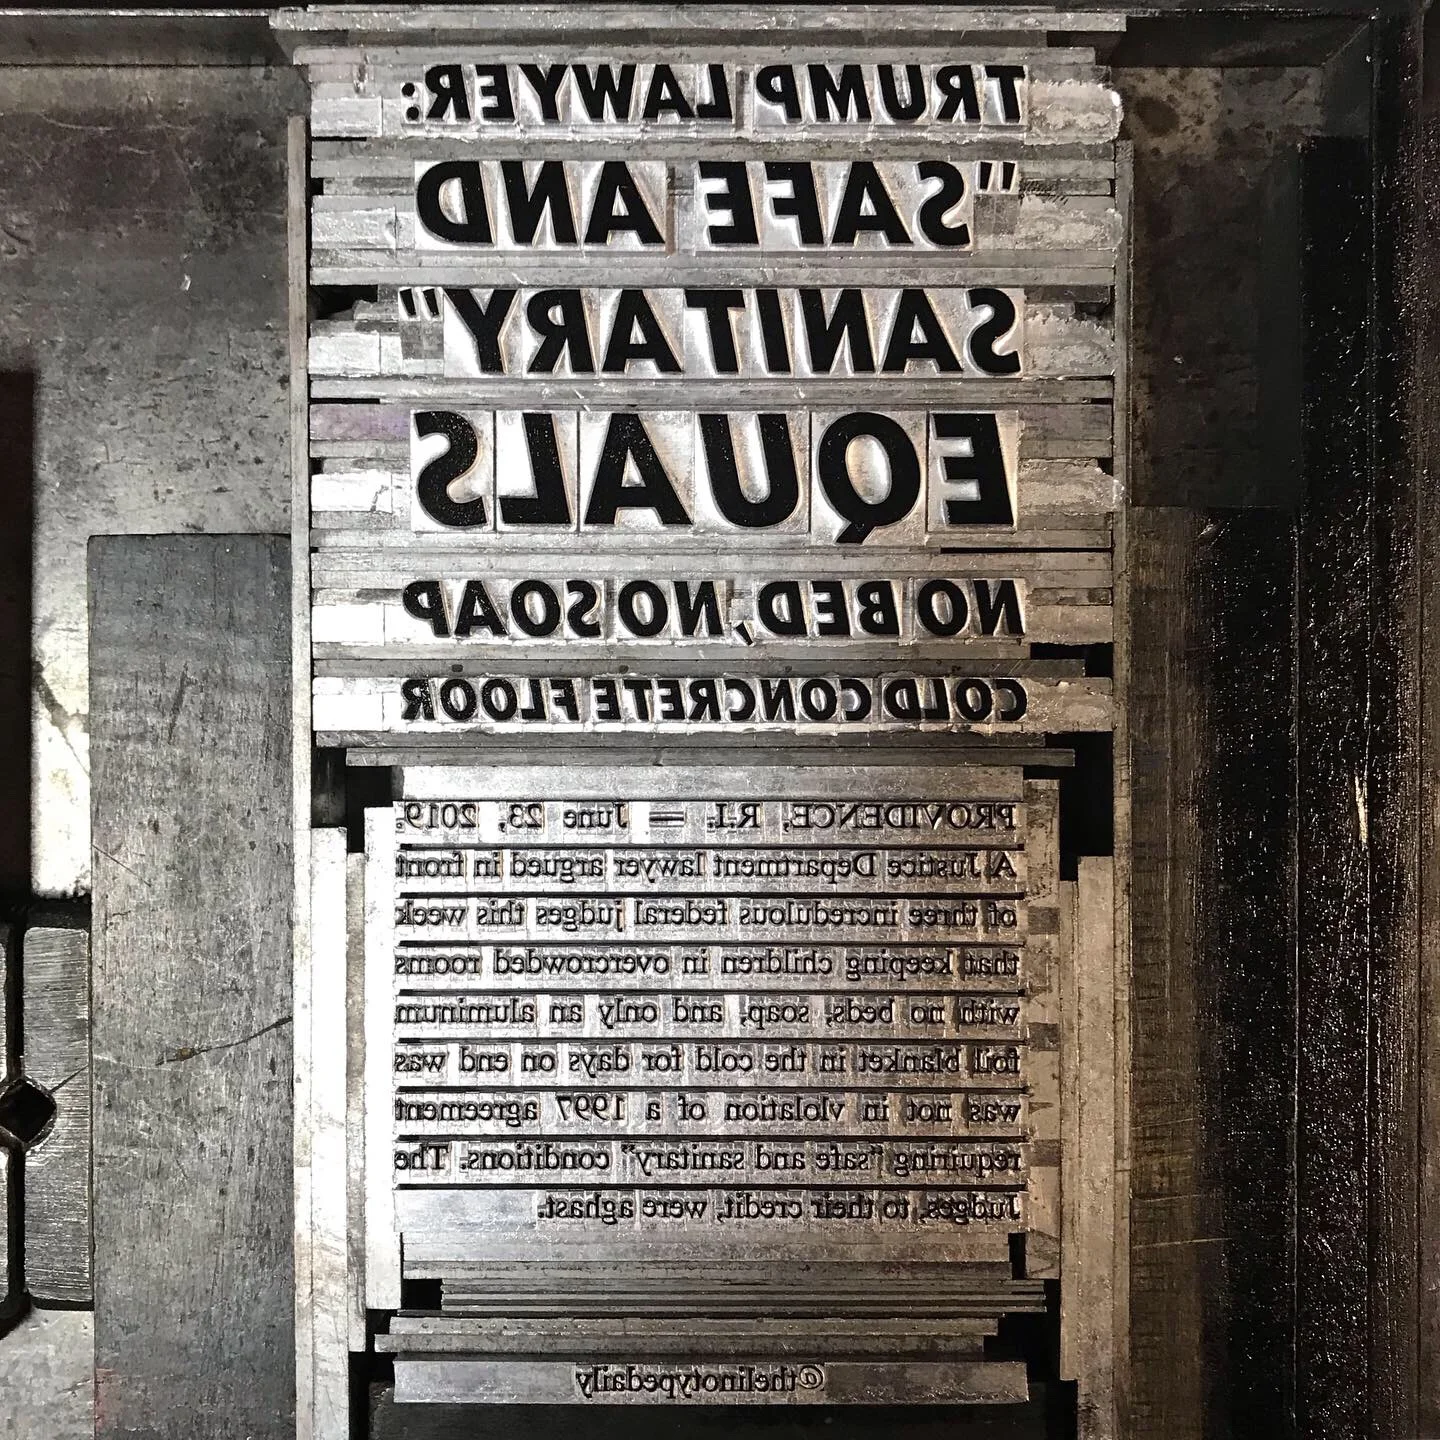 TRUMP LAWYER:
"SAFE AND
SANITARY"
EQUALS
NO BED, NO SOAP
COLD CONCRETE FLOOR
PROVIDENCE, R.I. — June 23, 2019.
A Justice Department lawyer argued in front
of three incredulous federal judges this week
that keeping children in overcrowded rooms
with no beds, soap, and only an aluminum
foil blanket in the cold for days on end was
was not in violation of a 1997 agreement
requiring “safe and sanitary” conditions. The
Judges, to their credit, were aghast.
@thelinotypedaily